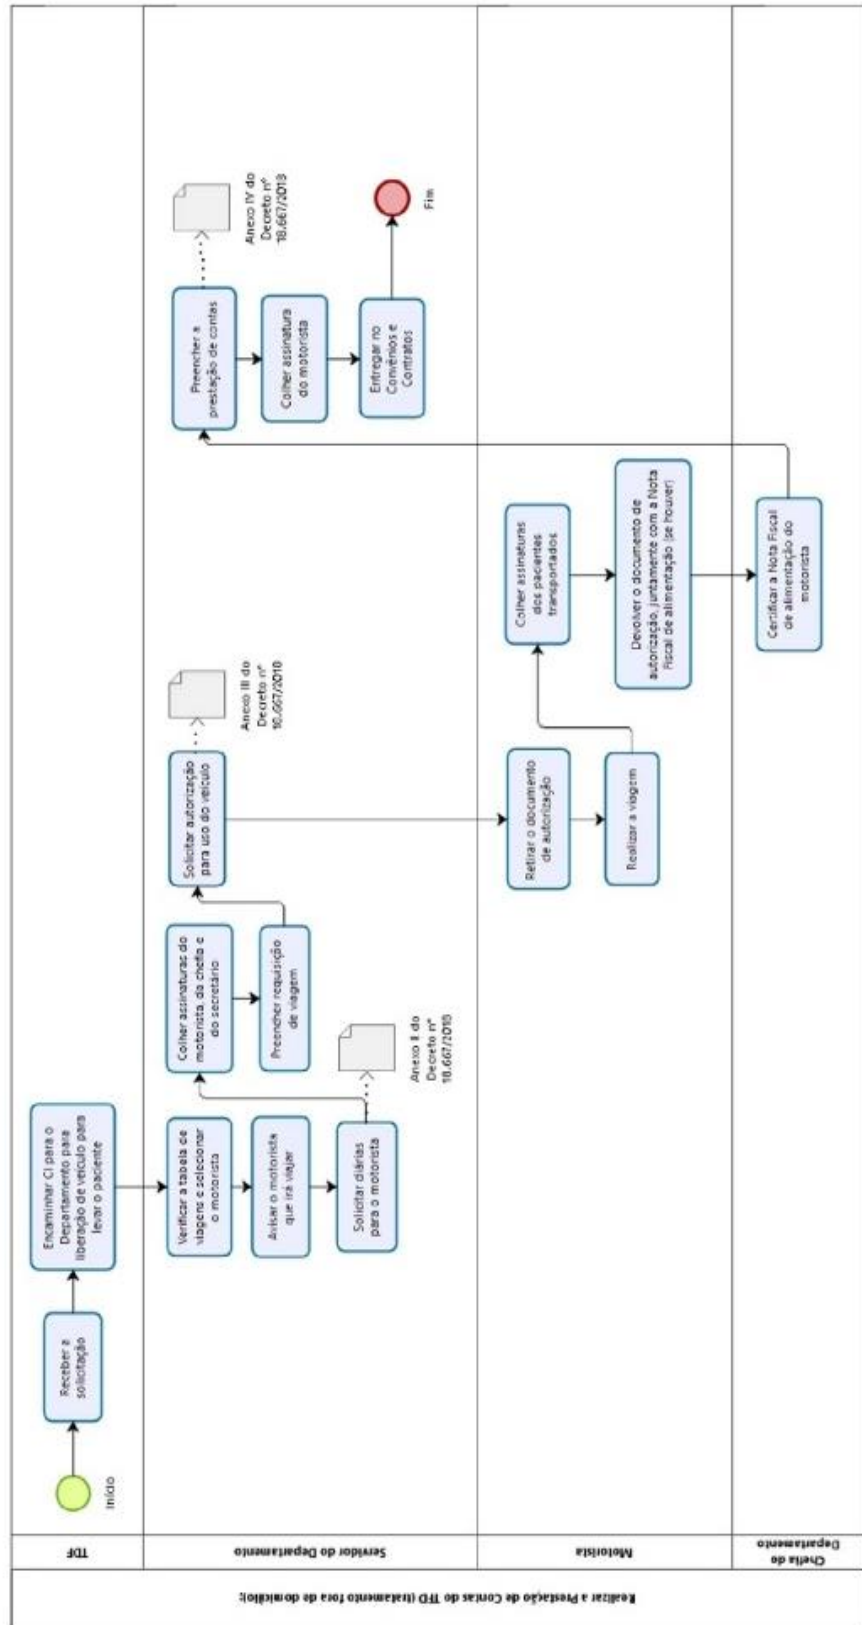 Realizar a Prestação de Contas do TFD (tratamento fora de domicílio);
TDF
Início
Receber a
solicitação
Encaminhar CI para o
Departamento para
liberação de veículo para
levar o paciente
Servidor do Departamento
Verificar a tabela de
viagens e selecionar
o motorista
Avisar o motorista
que irá viajar
Solicitar diárias
para o motorista
Anexo II do
Decreto nº
18.667/2018
Colher assinaturas do
motorista, da chefia e
do secretário
Preencher requisição
de viagem
Solicitar autorização
para uso do veículo
Anexo III do
Decreto nº
18.667/2018
Motorista
Retirar o documento
de autorização
Realizar a viagem
Colher assinaturas
dos pacientes
transportados
Devolver o documento de
autorização, juntamente com a Nota
Fiscal de alimentação (se houver)
Chefia do
Departamento
Certificar a Nota Fiscal
de alimentação do
motorista
Preencher a
prestação de contas
Anexo IV do
Decreto nº
18.667/2018
Colher assinatura
do motorista
Entregar no
Convênios e
Contratos
Fim